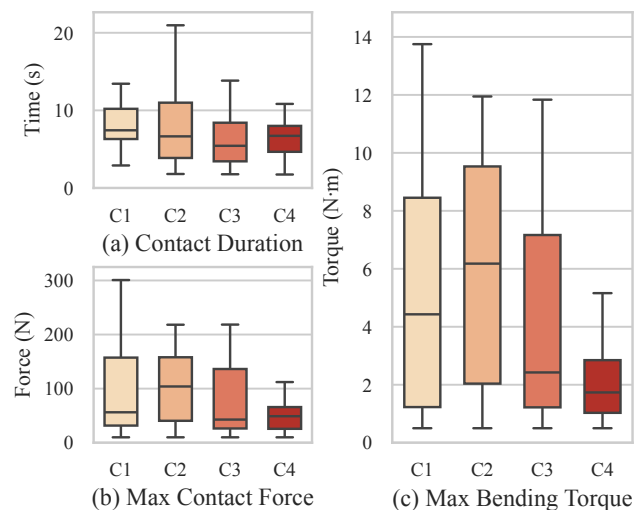 20
10
0
Time (s)
C1 C2 C3 C4
(a) Contact Duration
300
200
100
0
Force (N)
C1 C2 C3 C4
(b) Max Contact Force
14
12
10
8
6
4
2
0
Torque (N·m)
C1 C2 C3 C4
(c) Max Bending Torque